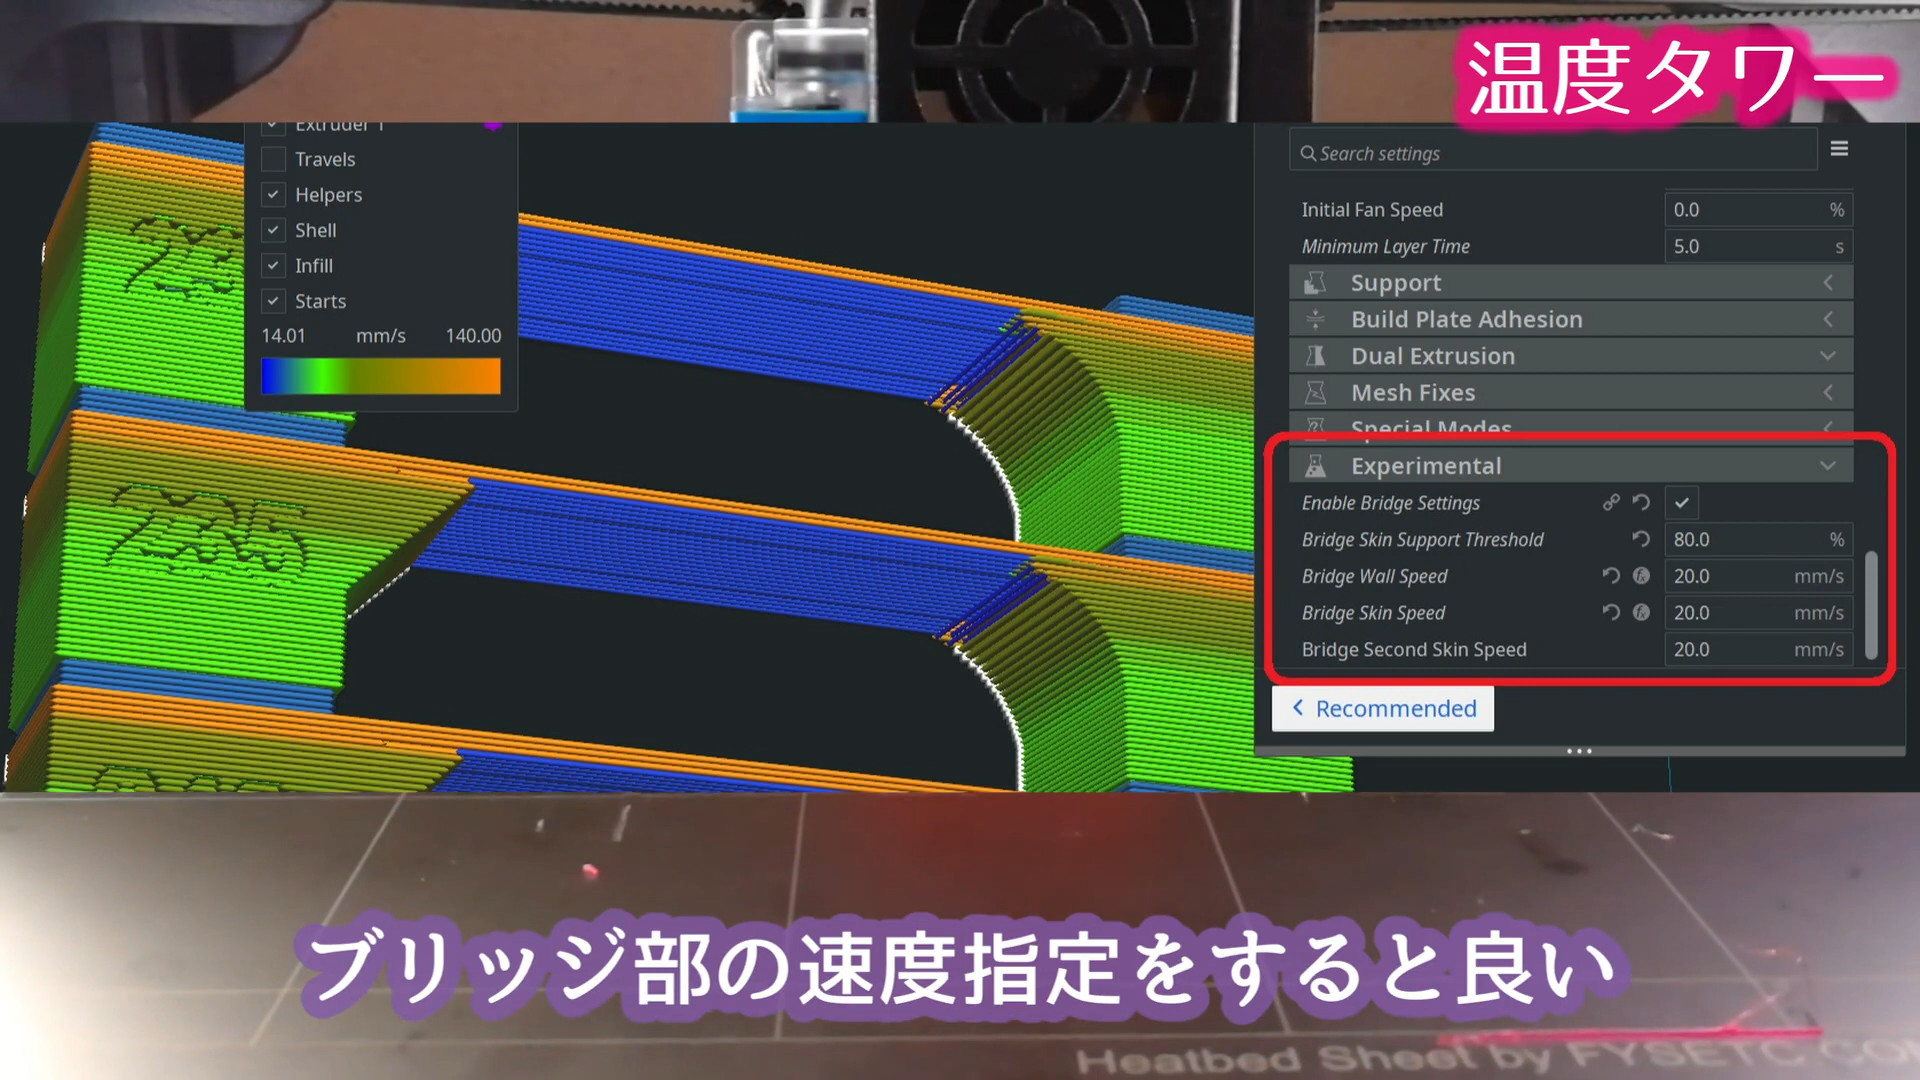 温度タワー
Extruder 1
Travels
Helpers
Shell
Infill
Starts
14.01 mm/s 140.00
Search settings
Initial Fan Speed 0.0 %
Minimum Layer Time 5.0 s
Support
Build Plate Adhesion
Dual Extrusion
Mesh Fixes
Special Modes
Experimental
Enable Bridge Settings
Bridge Skin Support Threshold 80.0 %
Bridge Wall Speed 20.0 mm/s
Bridge Skin Speed 20.0 mm/s
Bridge Second Skin Speed 20.0 mm/s
Recommended
ブリッジ部の速度指定をすると良い
Heatbed Sheet by FYSETC